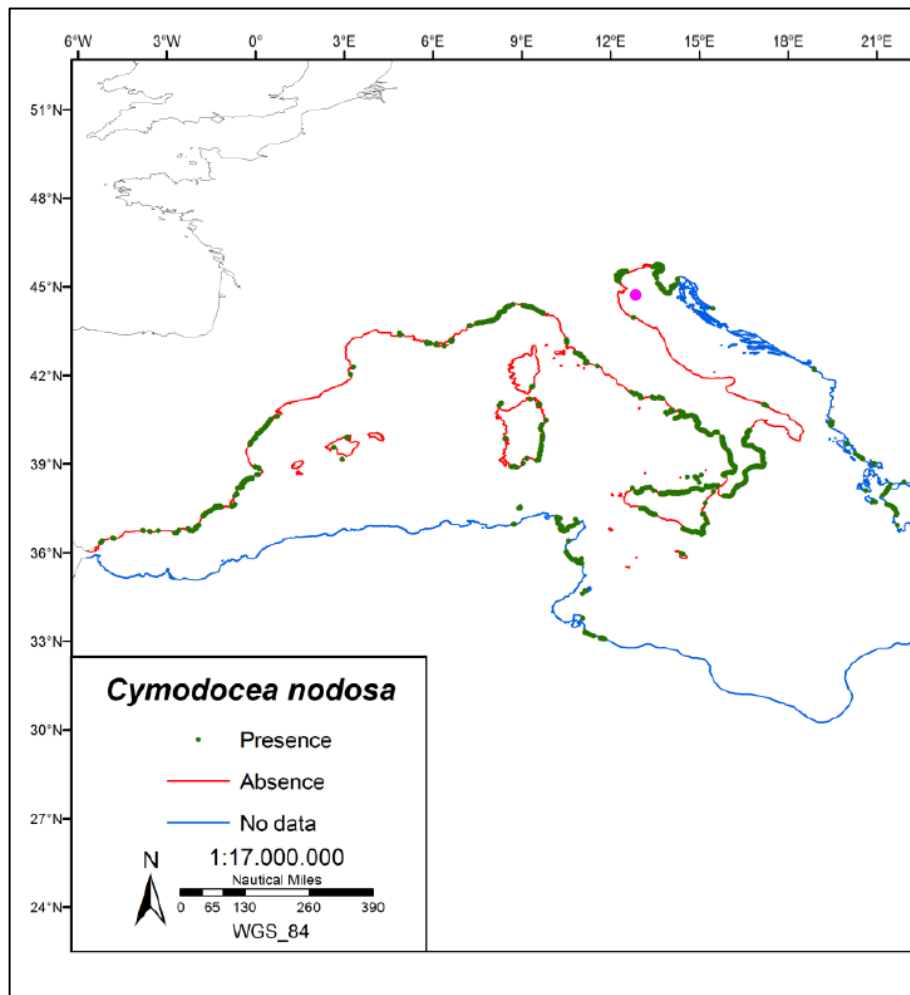 6°W 3°W 0° 3°E 6°E 9°E 12°E 15°E 18°E 21°E
51°N
48°N
45°N
42°N
39°N
36°N
33°N
30°N
27°N
24°N
Cymodocea nodosa
Presence
Absence
No data
N
1:17.000.000
Nautical Miles
0 65 130 260 390
WGS_84